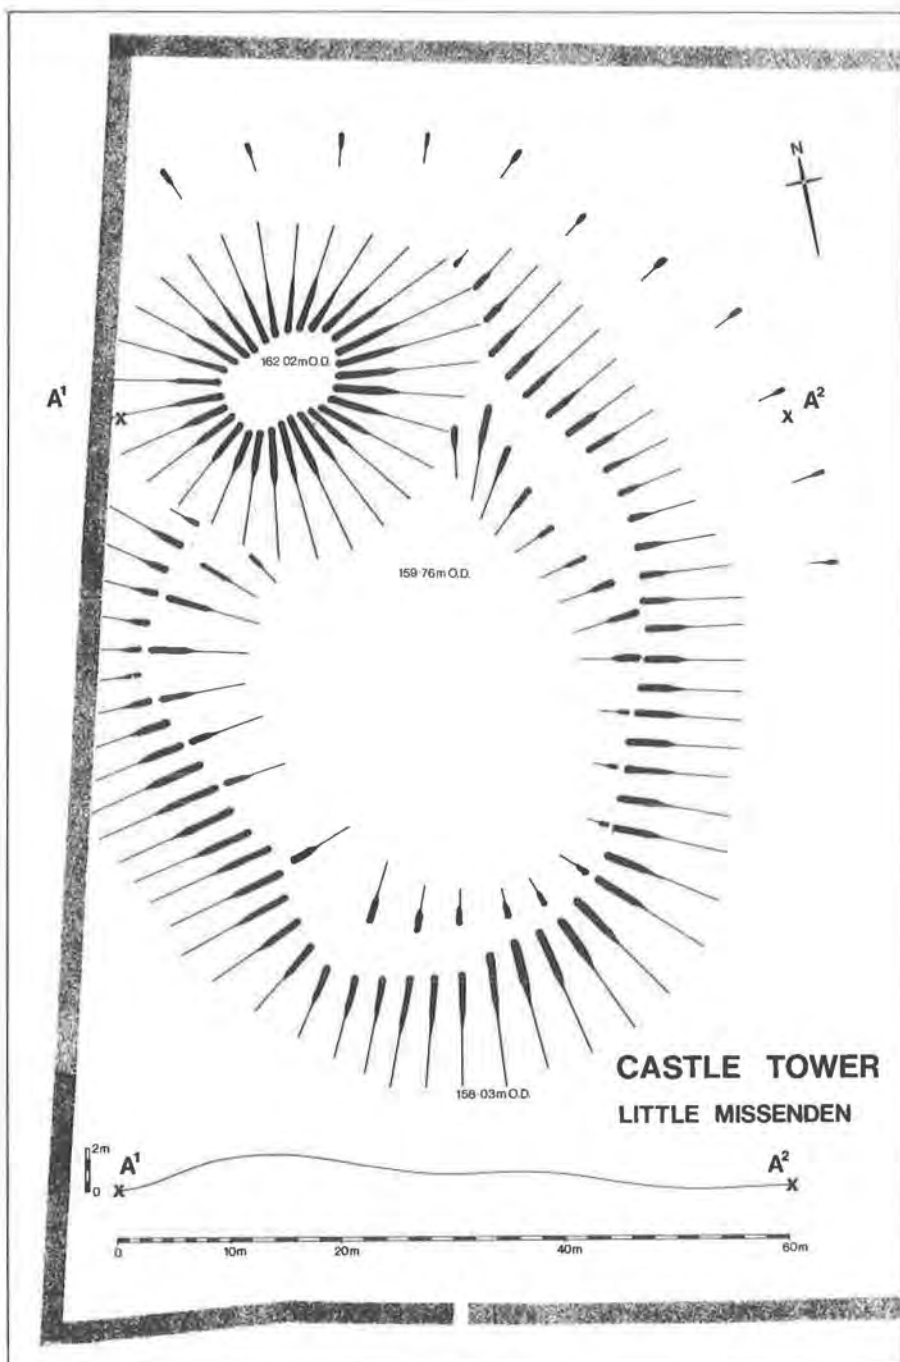 N
162·02m O.D.
A¹
X
A²
X
159·76m O.D.
CASTLE TOWER
LITTLE MISSENDEN
158·03m O.D.
2m
A¹
A²
0
X
X
0
10m
20m
40m
60m